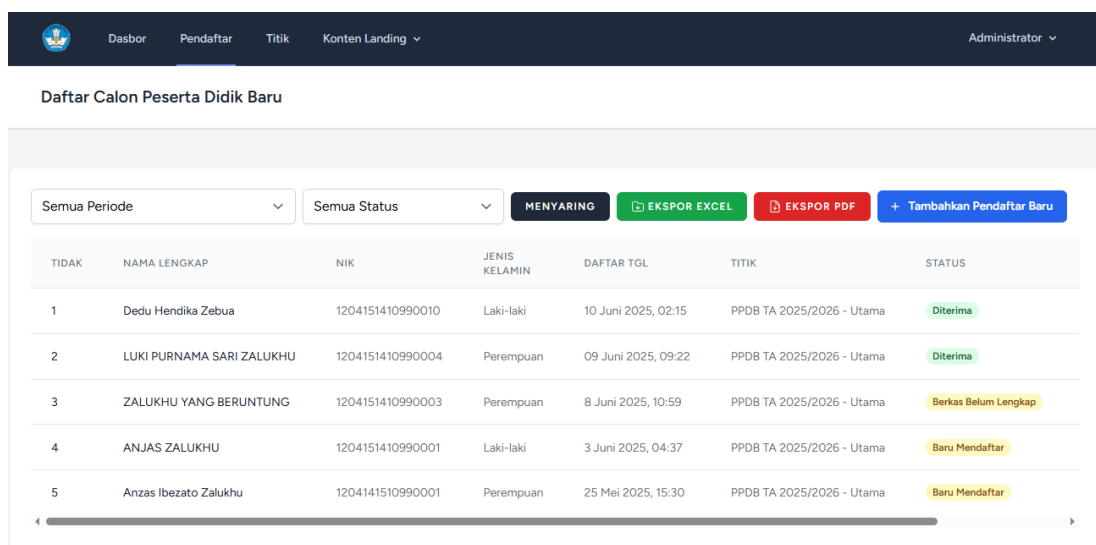 Dasbor Pendaftar Titik Konten Landing Administrator
Daftar Calon Peserta Didik Baru
Semua Periode Semua Status MENYARING EKSPOR EXCEL EKSPOR PDF + Tambahkan Pendaftar Baru
TIDAK NAMA LENGKAP NIK JENIS KELAMIN DAFTAR TGL TITIK STATUS
1 Dedu Hendika Zebua 1204151410990010 Laki-laki 10 Juni 2025, 02:15 PPDB TA 2025/2026 - Utama Diterima
2 LUKI PURNAMA SARI ZALUKHU 1204151410990004 Perempuan 09 Juni 2025, 09:22 PPDB TA 2025/2026 - Utama Diterima
3 ZALUKHU YANG BERUNTUNG 1204151410990003 Perempuan 8 Juni 2025, 10:59 PPDB TA 2025/2026 - Utama Berkas Belum Lengkap
4 ANJAS ZALUKHU 1204151410990001 Laki-laki 3 Juni 2025, 04:37 PPDB TA 2025/2026 - Utama Baru Mendaftar
5 Anzas Ibezato Zalukhu 1204141510990001 Perempuan 25 Mei 2025, 15:30 PPDB TA 2025/2026 - Utama Baru Mendaftar